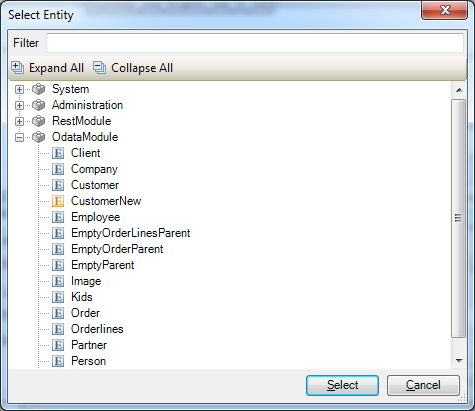 Select Entity
Filter
Expand All Collapse All
System
Administration
RestModule
OdataModule
E Client
E Company
E Customer
E CustomerNew
E Employee
E EmptyOrderLinesParent
E EmptyOrderParent
E EmptyParent
E Image
E Kids
E Order
E Orderlines
E Partner
E Person
Select Cancel